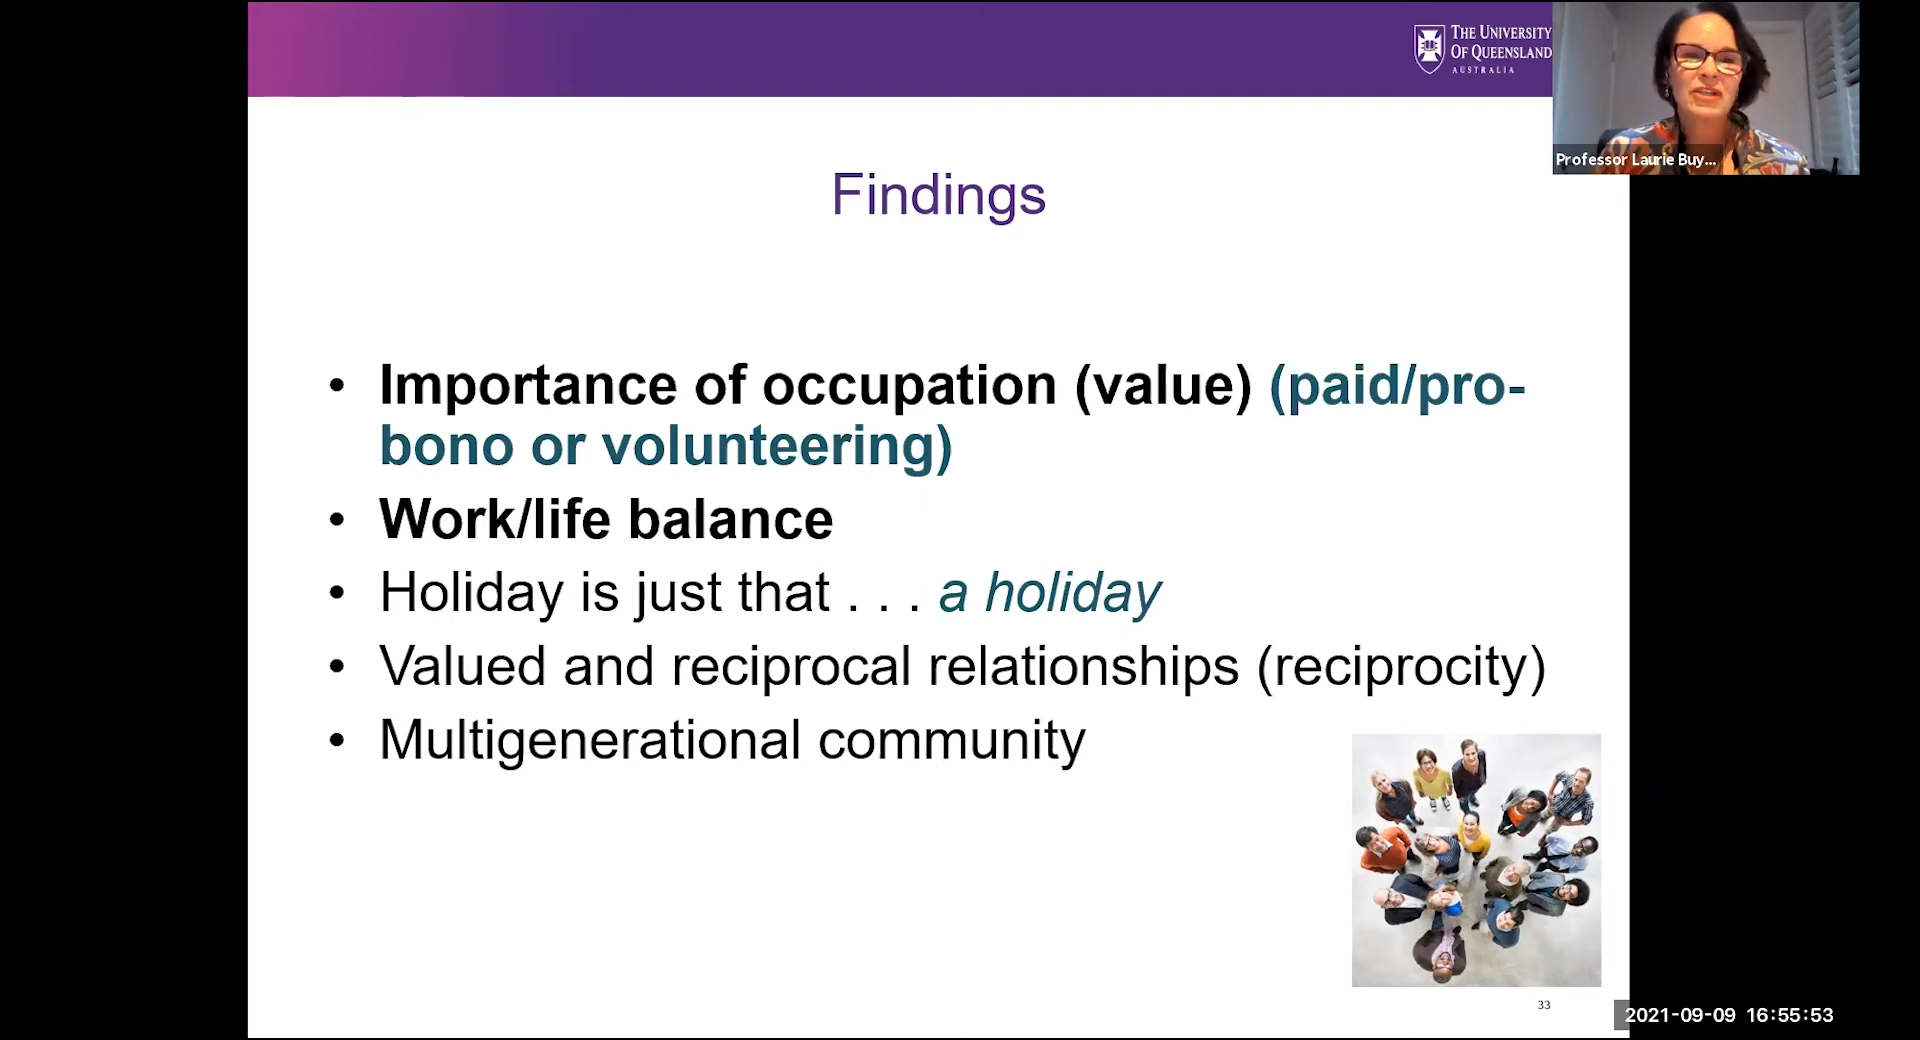 THE UNIVERSITY
OF QUEENSLAND
AUSTRALIA
Professor Laurie Buy...
Findings
• Importance of occupation (value) (paid/pro-
bono or volunteering)
• Work/life balance
• Holiday is just that . . . a holiday
• Valued and reciprocal relationships (reciprocity)
• Multigenerational community
33
2021-09-09 16:55:53